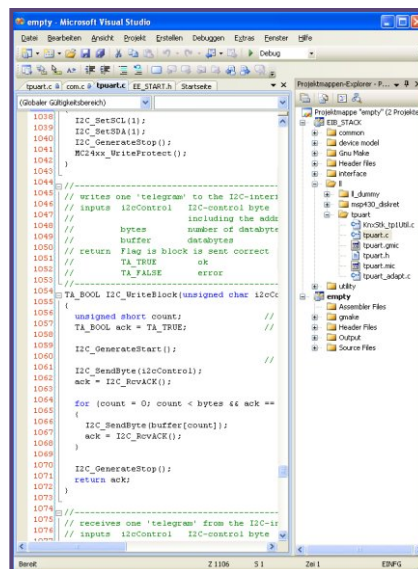 empty - Microsoft Visual Studio
Datei Bearbeiten Ansicht Projekt Erstellen Debuggen Extras Fenster Hilfe
Debug
tpuart.c com.c tpuart.c EE_START.h Startseite
(Globaler Gültigkeitsbereich)
1038 I2C_SetSCL(1);
1039 I2C_SetSDA(1);
1040 I2C_GenerateStop();
1041 MC24xx_WriteProtect();
1042 }
1043
1044 //
1045 // writes one 'telegram' to the I2C-interf
1046 // inputs i2cControl I2C-control byte
1047 // including the addr
1048 // bytes number of databyte
1049 // buffer databytes
1050 // return Flag is block is sent correct
1051 // TA_TRUE ok
1052 // TA_FALSE error
1053 //
1054 TA_BOOL I2C_WriteBlock(unsigned char i2cCo
1055 {
1056 unsigned short count; //
1057 TA_BOOL ack = TA_TRUE; //
1058
1059 I2C_GenerateStart();
1060 //
1061 I2C_SendByte(i2cControl);
1062 ack = I2C_RcvACK();
1063
1064 for (count = 0; count < bytes && ack ==
1065 {
1066 I2C_SendByte(buffer[count]);
1067 ack = I2C_RcvACK();
1068 }
1069
1070 I2C_GenerateStop();
1071 return ack;
1072 }
1073
1074 //
1075 // receives one 'telegram' from the I2C-in
1076 // inputs i2cControl I2C-control byte
1077
Projektmappen-Explorer - P...
Projektmappe "empty" (2 Projekte
EIB_STACK
common
device model
Gnu Make
Header files
interface
ll
ll_dummy
msp430_diskret
tpuart
KnxStk_tp1Util.c
tpuart.c
tpuart.gmic
tpuart.h
tpuart.mic
tpuart_adapt.c
utility
empty
Assembler Files
gmake
Header Files
Output
Source Files
Bereit Z 1106 S 1 Zei 1 EINFG